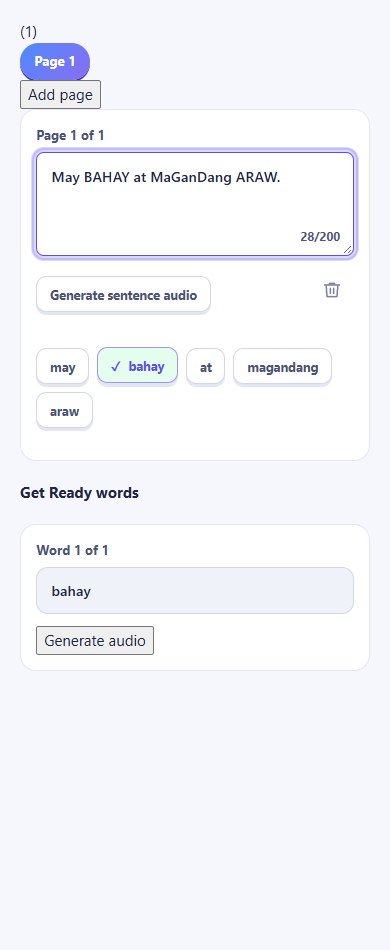 (1)
Page 1
Add page
Page 1 of 1
May BAHAY at MaGanDang ARAW.
28/200
Generate sentence audio
may ✓ bahay at magandang
araw
Get Ready words
Word 1 of 1
bahay
Generate audio